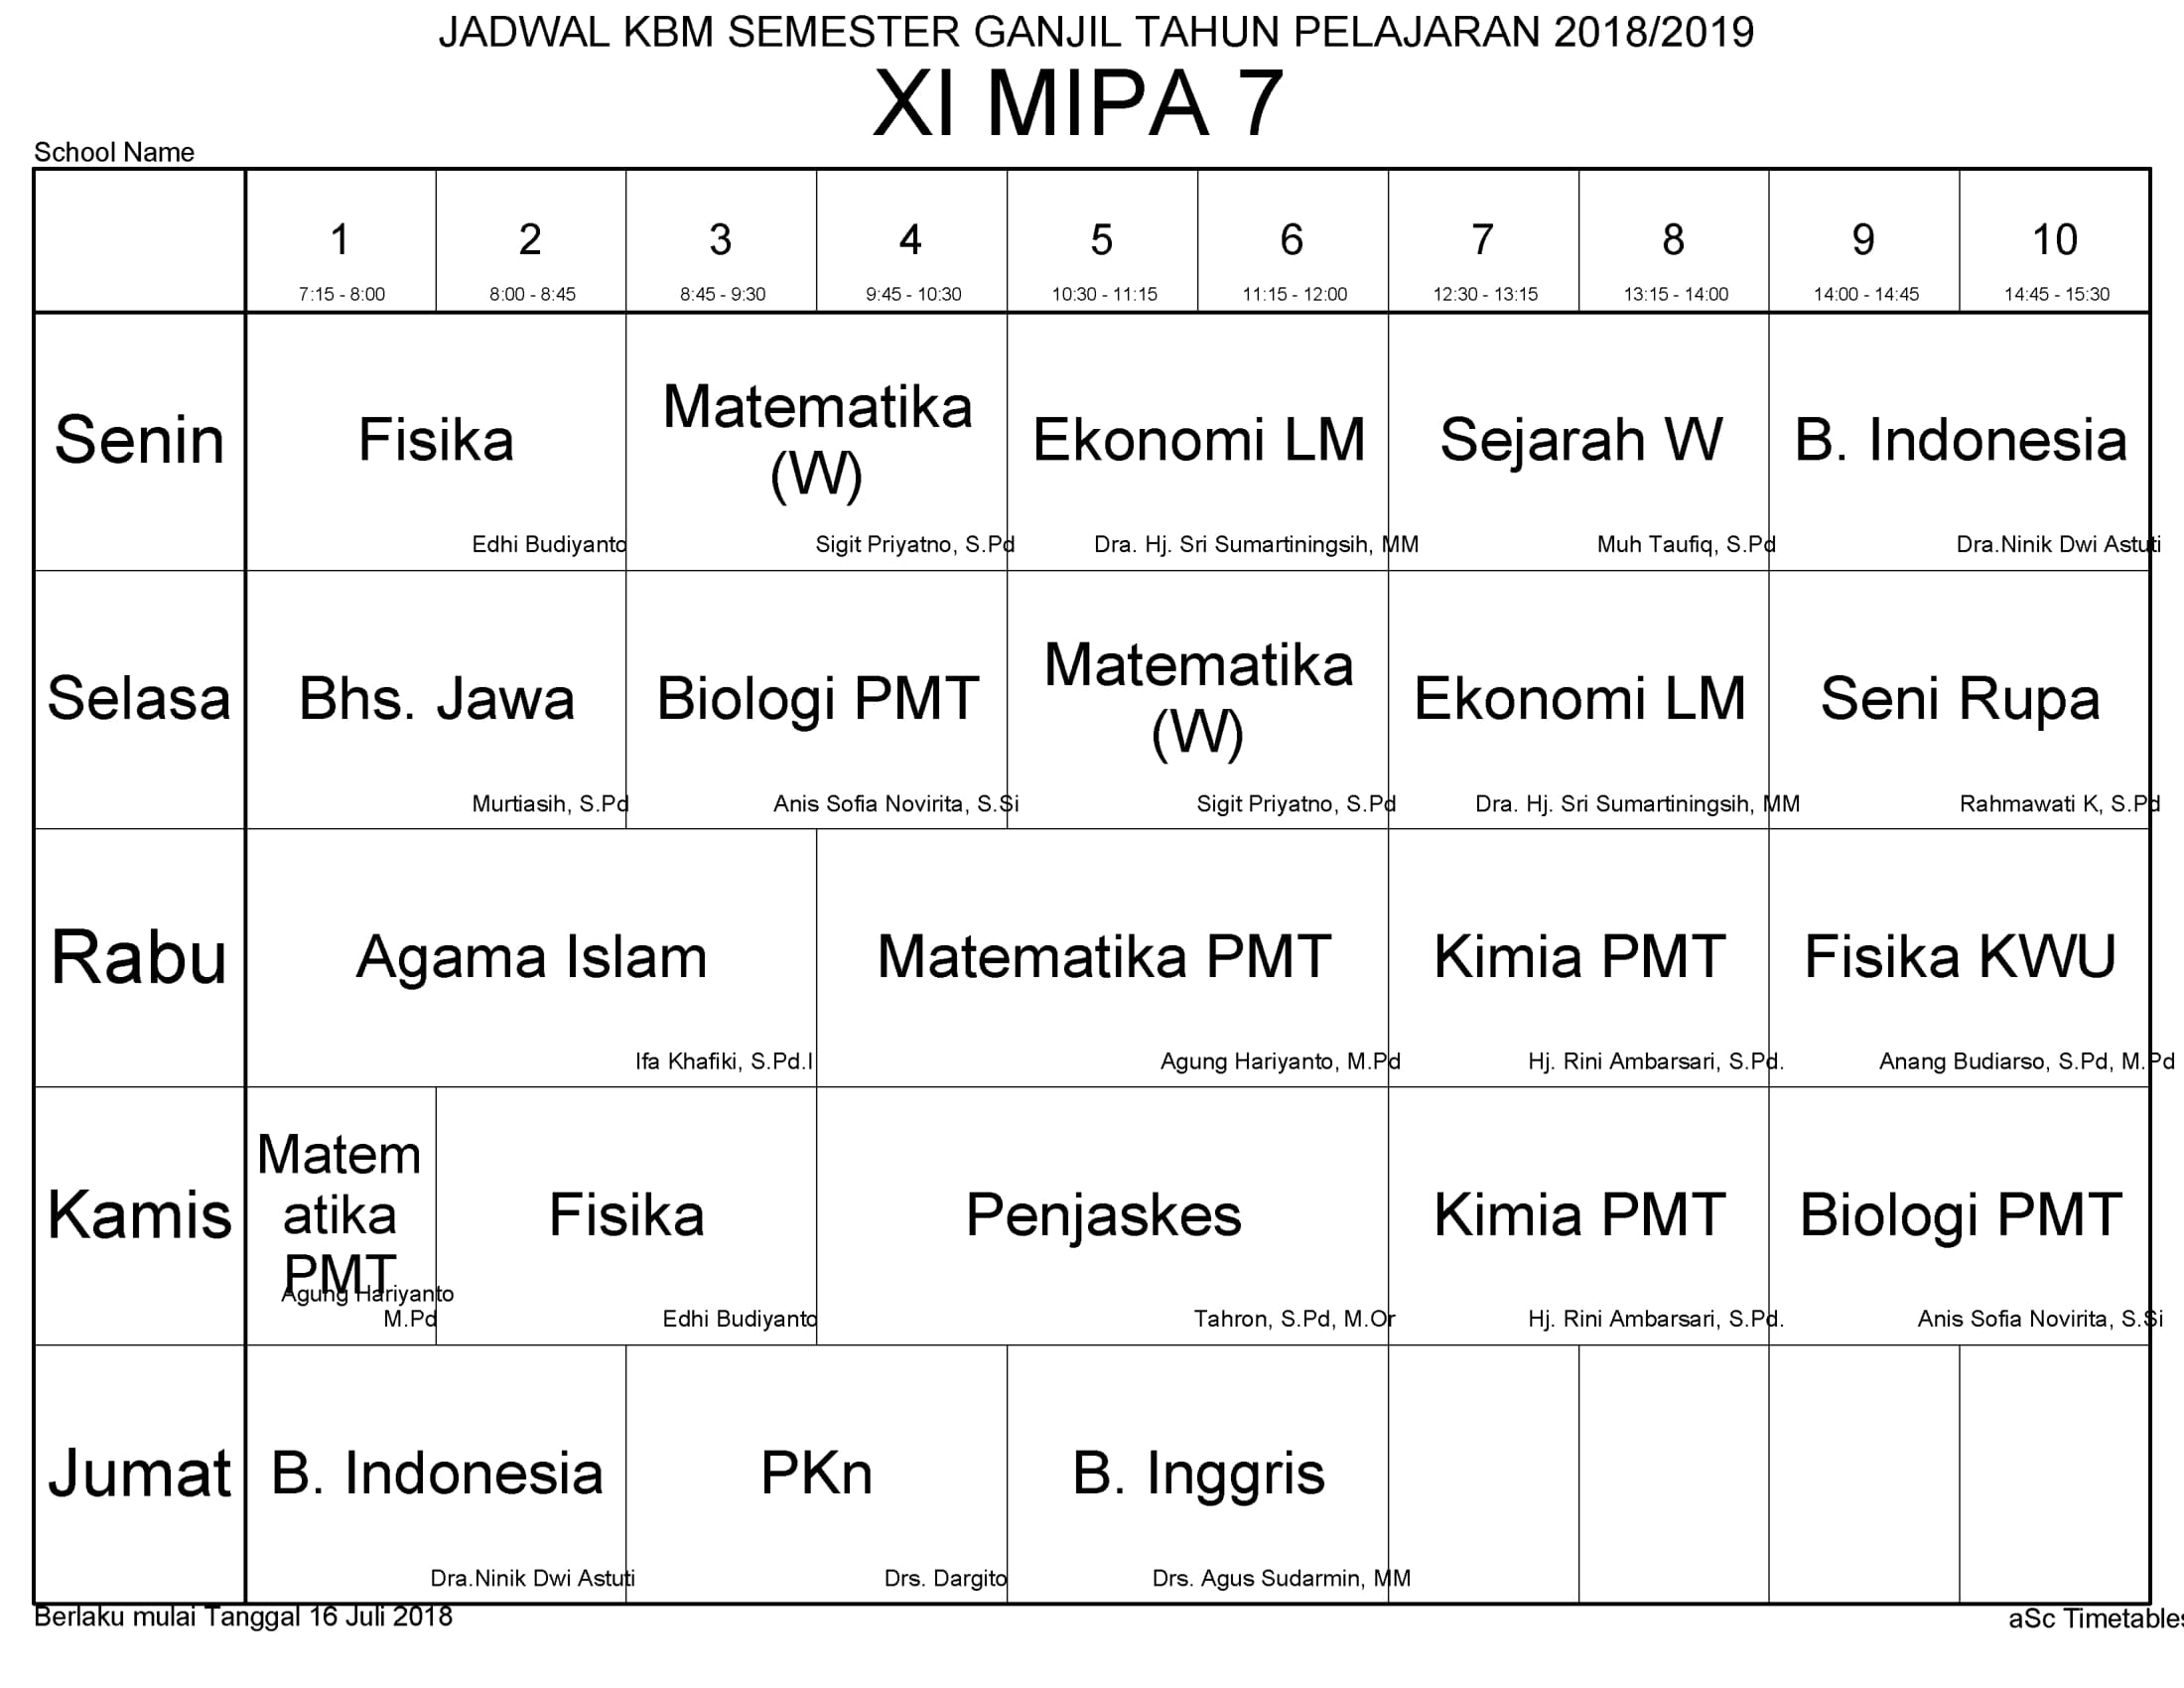 JADWAL KBM SEMESTER GANJIL TAHUN PELAJARAN 2018/2019
XI MIPA 7
School Name
1 2 3 4 5 6 7 8 9 10
7:15 - 8:00 8:00 - 8:45 8:45 - 9:30 9:45 - 10:30 10:30 - 11:15 11:15 - 12:00 12:30 - 13:15 13:15 - 14:00 14:00 - 14:45 14:45 - 15:30
Senin
Fisika
Edhi Budiyanto
Matematika
(W)
Sigit Priyatno, S.Pd
Ekonomi LM
Dra. Hj. Sri Sumartiningsih, MM
Sejarah W
Muh Taufiq, S.Pd
B. Indonesia
Dra.Ninik Dwi Astuti
Selasa
Bhs. Jawa
Murtiasih, S.Pd
Biologi PMT
Anis Sofia Novirita, S.Si
Matematika
(W)
Sigit Priyatno, S.Pd
Ekonomi LM
Dra. Hj. Sri Sumartiningsih, MM
Seni Rupa
Rahmawati K, S.Pd
Rabu
Agama Islam
Ifa Khafiki, S.Pd.I
Matematika PMT
Agung Hariyanto, M.Pd
Kimia PMT
Hj. Rini Ambarsari, S.Pd.
Fisika KWU
Anang Budiarso, S.Pd, M.Pd
Kamis
Matem
atika
PMT
Agung Hariyanto
M.Pd
Fisika
Edhi Budiyanto
Penjaskes
Tahron, S.Pd, M.Or
Kimia PMT
Hj. Rini Ambarsari, S.Pd.
Biologi PMT
Anis Sofia Novirita, S.Si
Jumat
B. Indonesia
Dra.Ninik Dwi Astuti
PKn
Drs. Dargito
B. Inggris
Drs. Agus Sudarmin, MM
Berlaku mulai Tanggal 16 Juli 2018
aSc Timetables